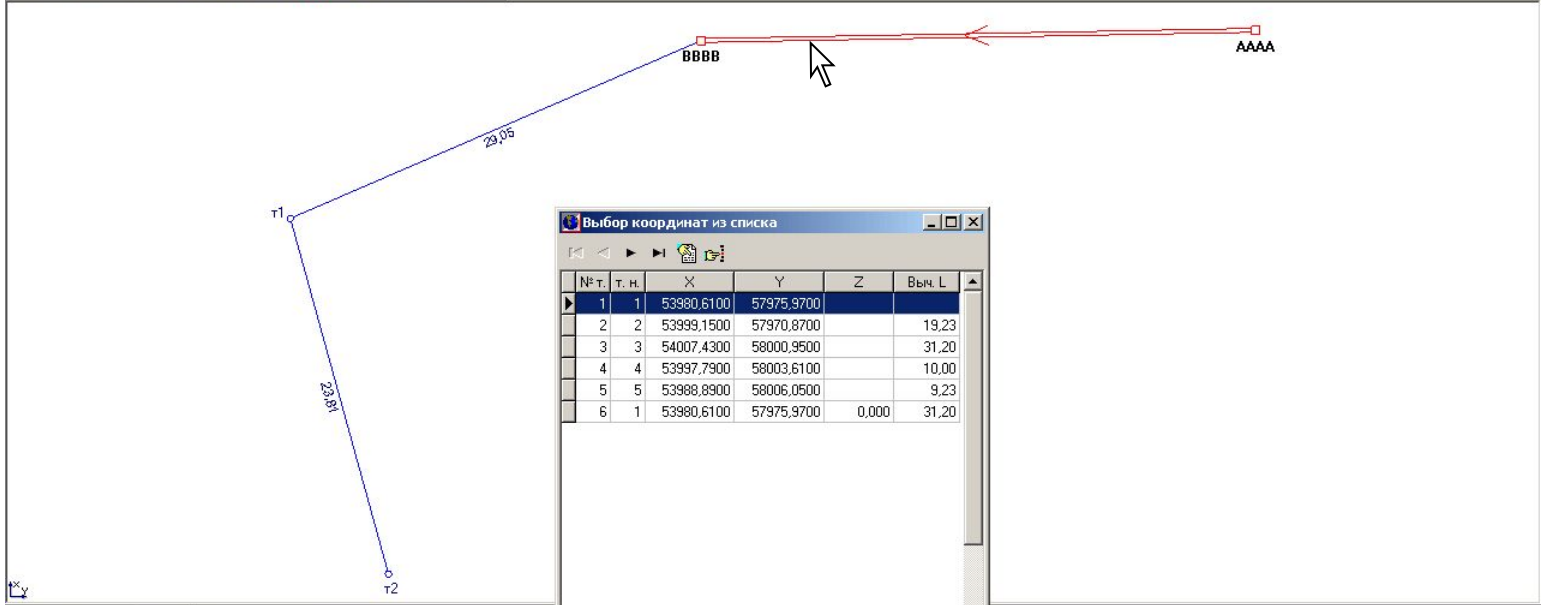 BBBB
AAAA
29,05
т1
23,81
т2
x
y
Выбор координат из списка
№ т. т. н. X Y Z Выч. L
1 1 53980,6100 57975,9700
2 2 53999,1500 57970,8700 19,23
3 3 54007,4300 58000,9500 31,20
4 4 53997,7900 58003,6100 10,00
5 5 53988,8900 58006,0500 9,23
6 1 53980,6100 57975,9700 0,000 31,20